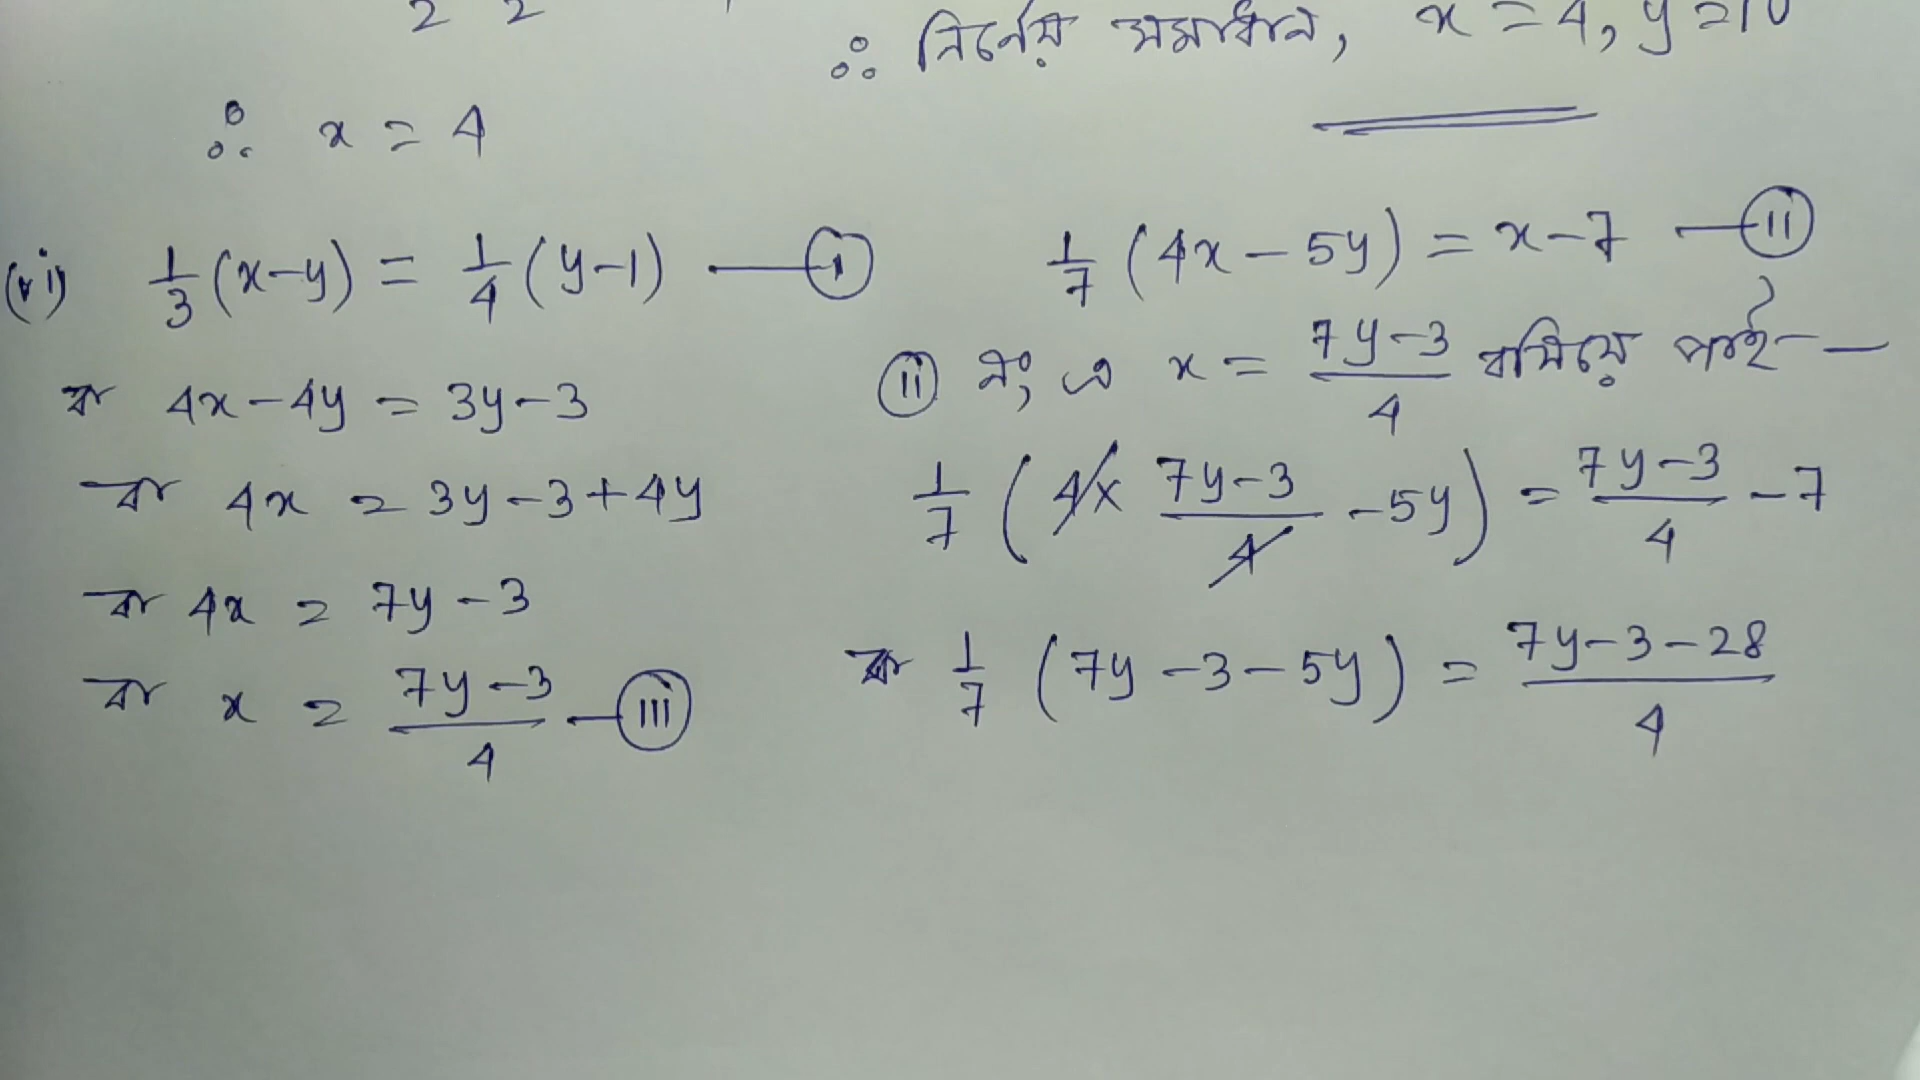 2 2
∴ x = 4
∴ নির্ণেয় সমাধান, x = 4, y = 10
(vi) 1/3 (x-y) = 1/4 (y-1) — (i)
বা 4x - 4y = 3y - 3
বা 4x = 3y - 3 + 4y
বা 4x = 7y - 3
বা x = (7y - 3)/4 — (iii)
1/7 (4x - 5y) = x - 7 — (ii)
(ii) নং এ x = (7y - 3)/4 বসিয়ে পাই —
1/7 (4 × (7y - 3)/4 - 5y) = (7y - 3)/4 - 7
বা 1/7 (7y - 3 - 5y) = (7y - 3 - 28)/4